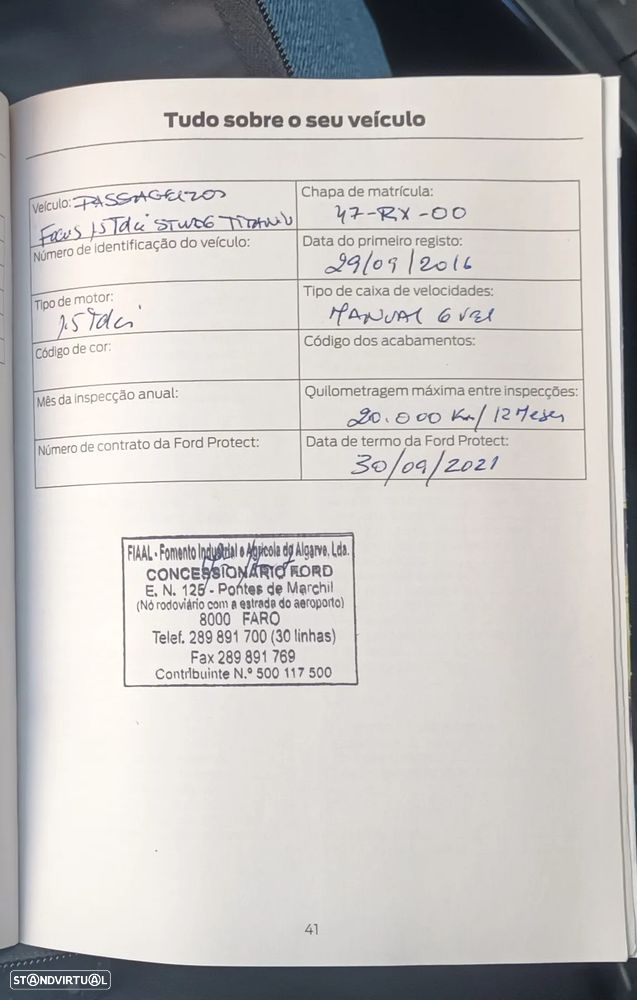 Tudo sobre o seu veículo
Veículo: PASSAGEIROS
Focus 1.5 Tdci STWDG TITANIU
Chapa de matrícula:
47-RX-00
Número de identificação do veículo:
Data do primeiro registo:
29/09/2016
Tipo de motor:
1.5 Tdci
Tipo de caixa de velocidades:
MANUAL 6 VEL
Código de cor:
Código dos acabamentos:
Mês da inspecção anual:
Quilometragem máxima entre inspecções:
20.000 Km/12 Meses
Número de contrato da Ford Protect:
Data de termo da Ford Protect:
30/09/2021
FIAAL - Fomento Industrial e Agrícola do Algarve, Lda.
CONCESSIONÁRIO FORD
E. N. 125 - Pontes de Marchil
(Nó rodoviário com a estrada do aeroporto)
8000 FARO
Telef. 289 891 700 (30 linhas)
Fax 289 891 769
Contribuinte N.º 500 117 500
41
STANDVIRTUAL